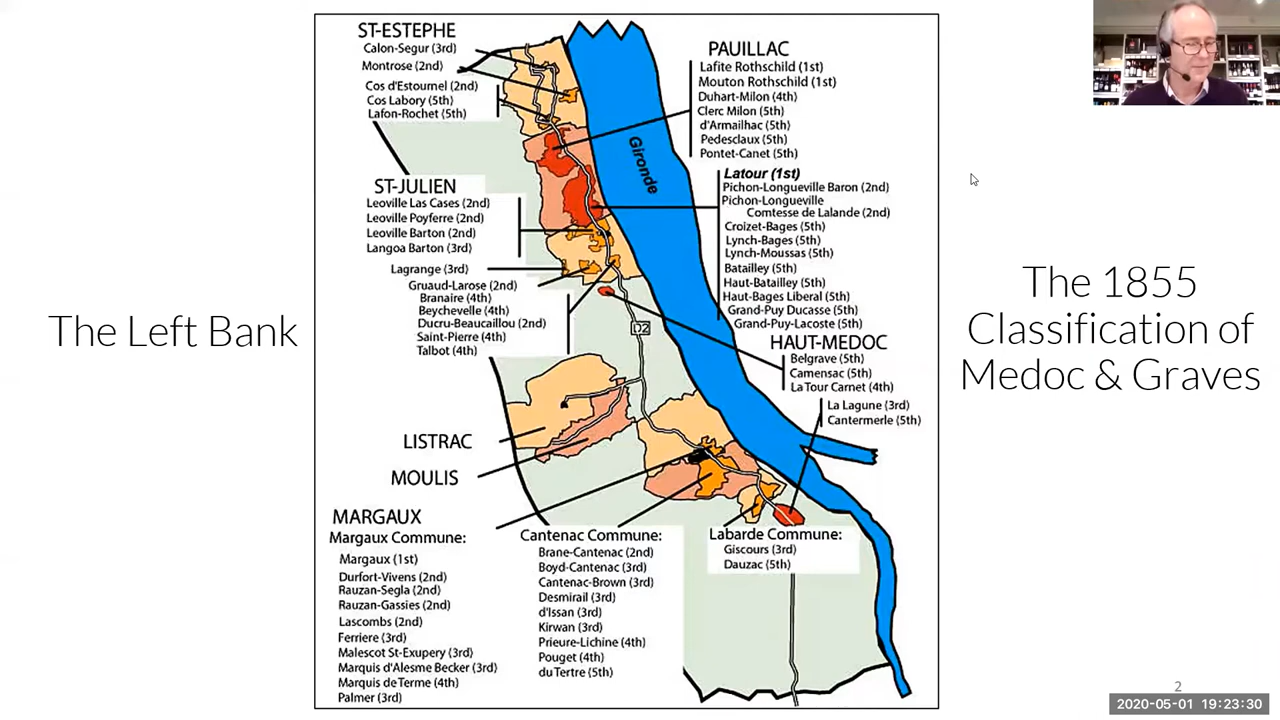 The Left Bank
ST-ESTEPHE
Calon-Segur (3rd)
Montrose (2nd)
Cos d'Estournel (2nd)
Cos Labory (5th)
Lafon-Rochet (5th)
ST-JULIEN
Leoville Las Cases (2nd)
Leoville Poyferre (2nd)
Leoville Barton (2nd)
Langoa Barton (3rd)
Lagrange (3rd)
Gruaud-Larose (2nd)
Branaire (4th)
Beychevelle (4th)
Ducru-Beaucaillou (2nd)
Saint-Pierre (4th)
Talbot (4th)
LISTRAC
MOULIS
MARGAUX
Margaux Commune:
Margaux (1st)
Durfort-Vivens (2nd)
Rauzan-Segla (2nd)
Rauzan-Gassies (2nd)
Lascombs (2nd)
Ferriere (3rd)
Malescot St-Exupery (3rd)
Marquis d'Alesme Becker (3rd)
Marquis de Terme (4th)
Palmer (3rd)
Cantenac Commune:
Brane-Cantenac (2nd)
Boyd-Cantenac (3rd)
Cantenac-Brown (3rd)
Desmirail (3rd)
d'Issan (3rd)
Kirwan (3rd)
Prieure-Lichine (4th)
Pouget (4th)
du Tertre (5th)
Labarde Commune:
Giscours (3rd)
Dauzac (5th)
Gironde
D2
PAUILLAC
Lafite Rothschild (1st)
Mouton Rothschild (1st)
Duhart-Milon (4th)
Clerc Milon (5th)
d'Armailhac (5th)
Pedesclaux (5th)
Pontet-Canet (5th)
Latour (1st)
Pichon-Longueville Baron (2nd)
Pichon-Longueville
Comtesse de Lalande (2nd)
Croizet-Bages (5th)
Lynch-Bages (5th)
Lynch-Moussas (5th)
Batailley (5th)
Haut-Batailley (5th)
Haut-Bages Liberal (5th)
Grand-Puy Ducasse (5th)
Grand-Puy-Lacoste (5th)
HAUT-MEDOC
Belgrave (5th)
Camensac (5th)
La Tour Carnet (4th)
La Lagune (3rd)
Cantermerle (5th)
The 1855
Classification of
Medoc & Graves
2
2020-05-01 19:23:30